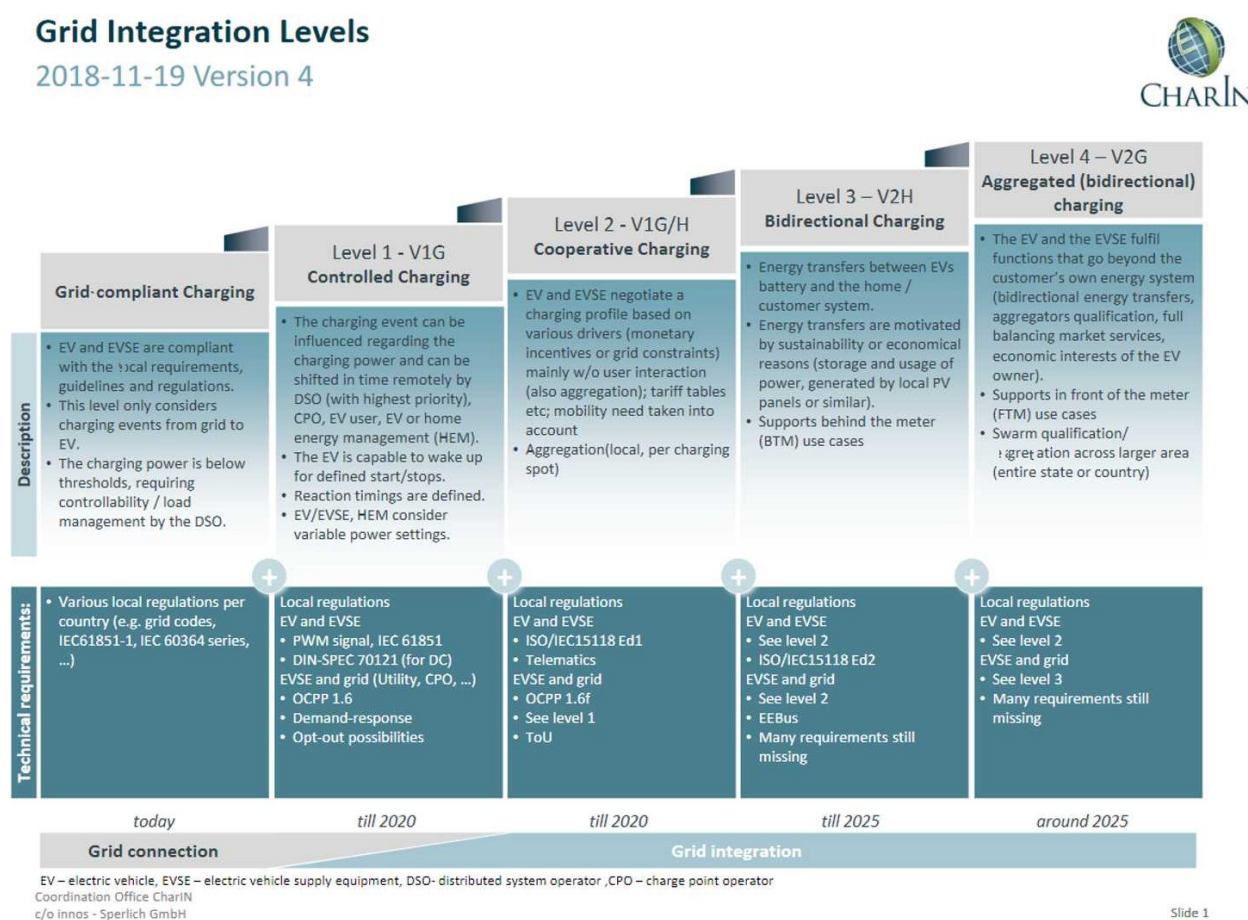 Grid Integration Levels
2018-11-19 Version 4
CHARIN
Grid-compliant Charging
Level 1 - V1G
Controlled Charging
Level 2 - V1G/H
Cooperative Charging
Level 3 – V2H
Bidirectional Charging
Level 4 – V2G
Aggregated (bidirectional)
charging
Description
• EV and EVSE are compliant
with the local requirements,
guidelines and regulations.
• This level only considers
charging events from grid to
EV.
• The charging power is below
thresholds, requiring
controllability / load
management by the DSO.
• The charging event can be
influenced regarding the
charging power and can be
shifted in time remotely by
DSO (with highest priority),
CPO, EV user, EV or home
energy management (HEM).
• The EV is capable to wake up
for defined start/stops.
• Reaction timings are defined.
• EV/EVSE, HEM consider
variable power settings.
• EV and EVSE negotiate a
charging profile based on
various drivers (monetary
incentives or grid constraints)
mainly w/o user interaction
(also aggregation); tariff tables
etc; mobility need taken into
account
• Aggregation(local, per charging
spot)
• Energy transfers between EVs
battery and the home /
customer system.
• Energy transfers are motivated
by sustainability or economical
reasons (storage and usage of
power, generated by local PV
panels or similar).
• Supports behind the meter
(BTM) use cases
• The EV and the EVSE fulfil
functions that go beyond the
customer's own energy system
(bidirectional energy transfers,
aggregators qualification, full
balancing market services,
economic interests of the EV
owner).
• Supports in front of the meter
(FTM) use cases
• Swarm qualification/
agregation across larger area
(entire state or country)
+
+
+
+
Technical requirements:
• Various local regulations per
country (e.g. grid codes,
IEC61851-1, IEC 60364 series,
...)
Local regulations
EV and EVSE
• PWM signal, IEC 61851
• DIN-SPEC 70121 (for DC)
EVSE and grid (Utility, CPO, ...)
• OCPP 1.6
• Demand-response
• Opt-out possibilities
Local regulations
EV and EVSE
• ISO/IEC15118 Ed1
• Telematics
EVSE and grid
• OCPP 1.6f
• See level 1
• ToU
Local regulations
EV and EVSE
• See level 2
• ISO/IEC15118 Ed2
EVSE and grid
• See level 2
• EEBus
• Many requirements still
missing
Local regulations
EV and EVSE
• See level 2
EVSE and grid
• See level 3
• Many requirements still
missing
today
till 2020
till 2020
till 2025
around 2025
Grid connection
Grid integration
EV – electric vehicle, EVSE – electric vehicle supply equipment, DSO- distributed system operator ,CPO – charge point operator
Coordination Office CharIN
c/o innos - Sperlich GmbH
Slide 1